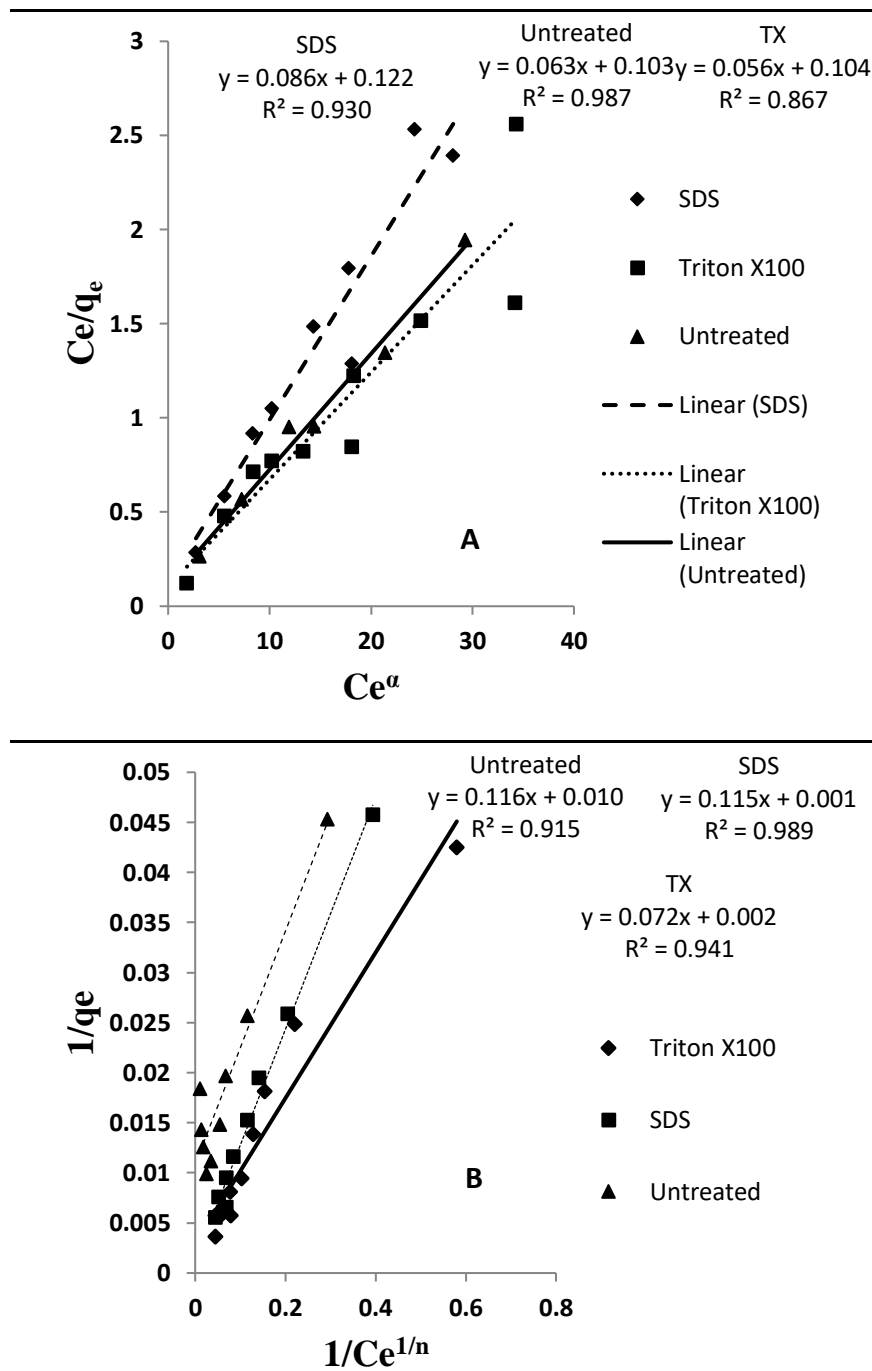 SDS
y = 0.086x + 0.122
R² = 0.930
Untreated
y = 0.063x + 0.103
R² = 0.987
TX
y = 0.056x + 0.104
R² = 0.867
3
2.5
2
1.5
1
0.5
0
Ce/qₑ
0 10 20 30 40
Ceᵅ
SDS
Triton X100
Untreated
Linear (SDS)
Linear
(Triton X100)
Linear
(Untreated)
A
Untreated
y = 0.116x + 0.010
R² = 0.915
SDS
y = 0.115x + 0.001
R² = 0.989
TX
y = 0.072x + 0.002
R² = 0.941
0.05
0.045
0.04
0.035
0.03
0.025
0.02
0.015
0.01
0.005
0
1/qe
0 0.2 0.4 0.6 0.8
1/Ce¹/ⁿ
Triton X100
SDS
Untreated
B